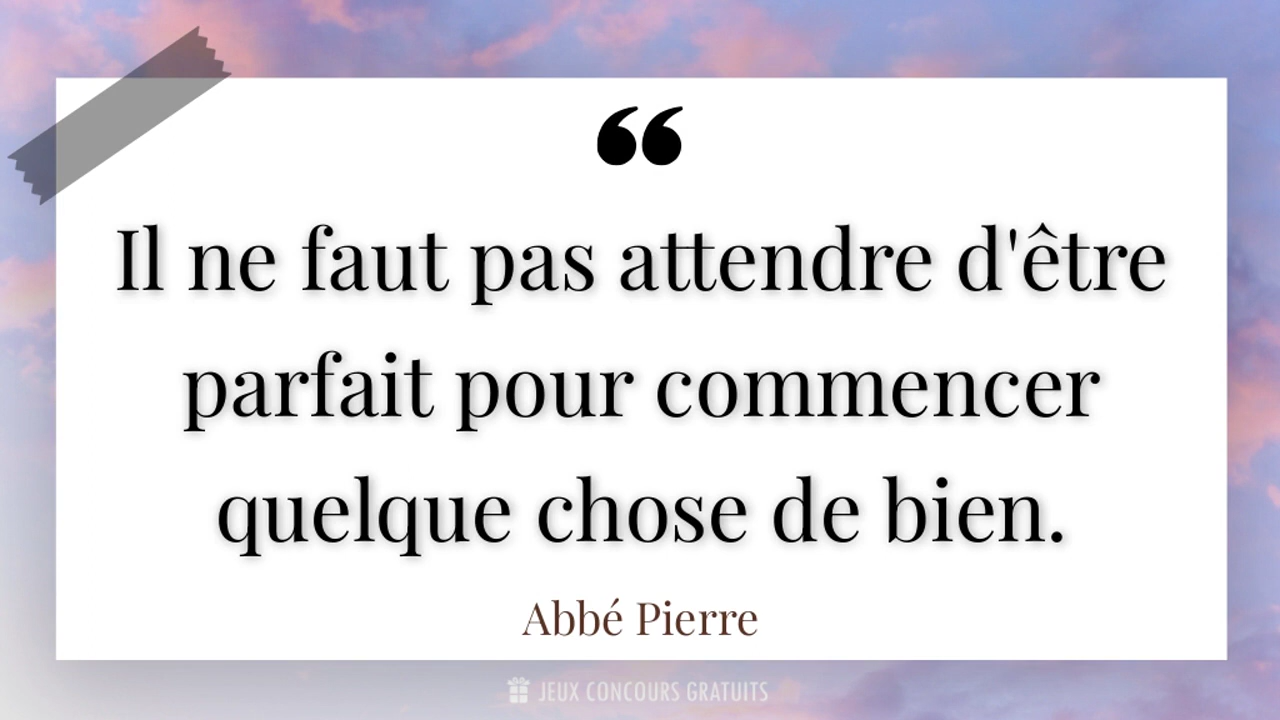 “
Il ne faut pas attendre d'être
parfait pour commencer
quelque chose de bien.
Abbé Pierre
JEUX CONCOURS GRATUITS